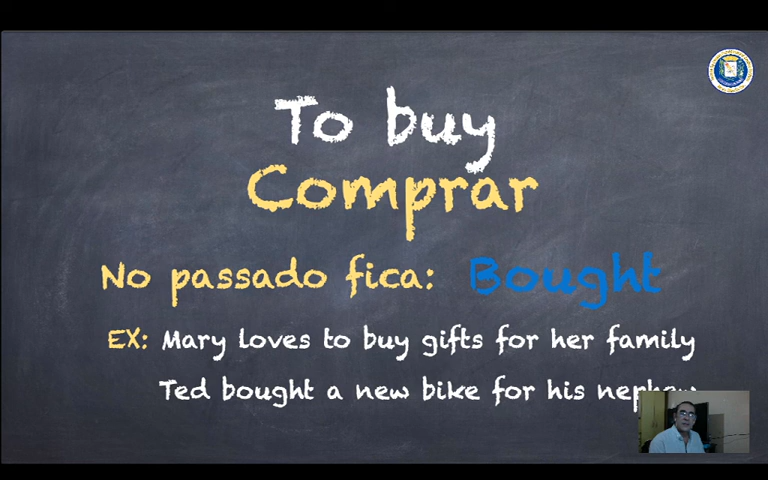 To buy
Comprar
No passado fica: Bought
EX: Mary loves to buy gifts for her family
Ted bought a new bike for his nephew